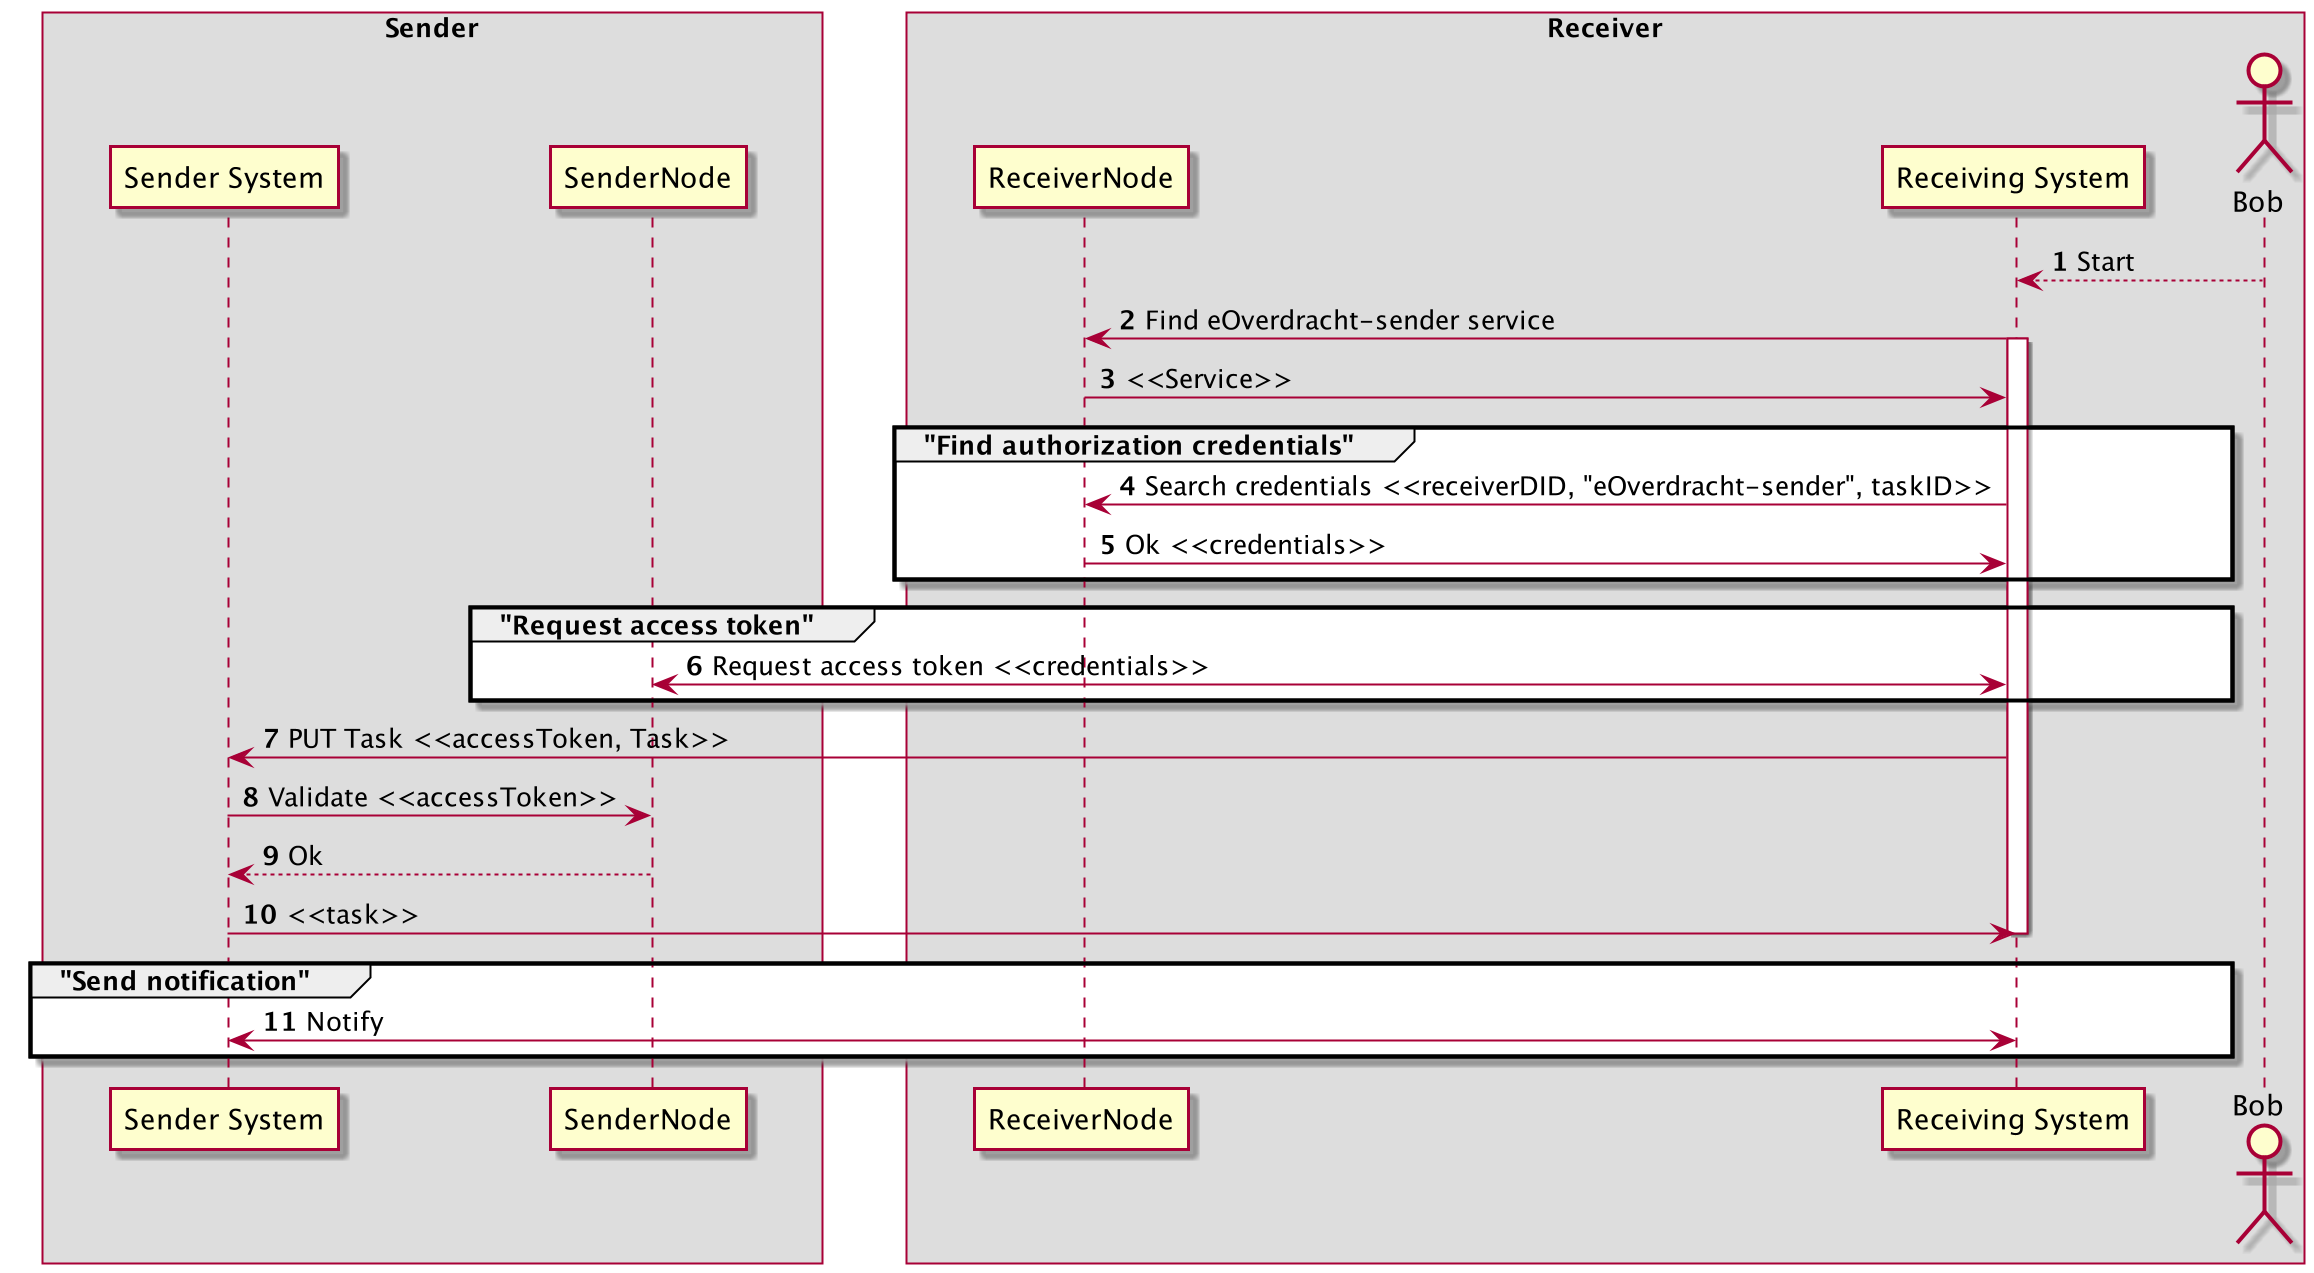 Sender
Receiver
Sender System
SenderNode
ReceiverNode
Receiving System
Bob
1 Start
2 Find eOverdracht-sender service
3 <<Service>>
"Find authorization credentials"
4 Search credentials <<receiverDID, "eOverdracht-sender", taskID>>
5 Ok <<credentials>>
"Request access token"
6 Request access token <<credentials>>
7 PUT Task <<accessToken, Task>>
8 Validate <<accessToken>>
9 Ok
10 <<task>>
"Send notification"
11 Notify
Sender System
SenderNode
ReceiverNode
Receiving System
Bob